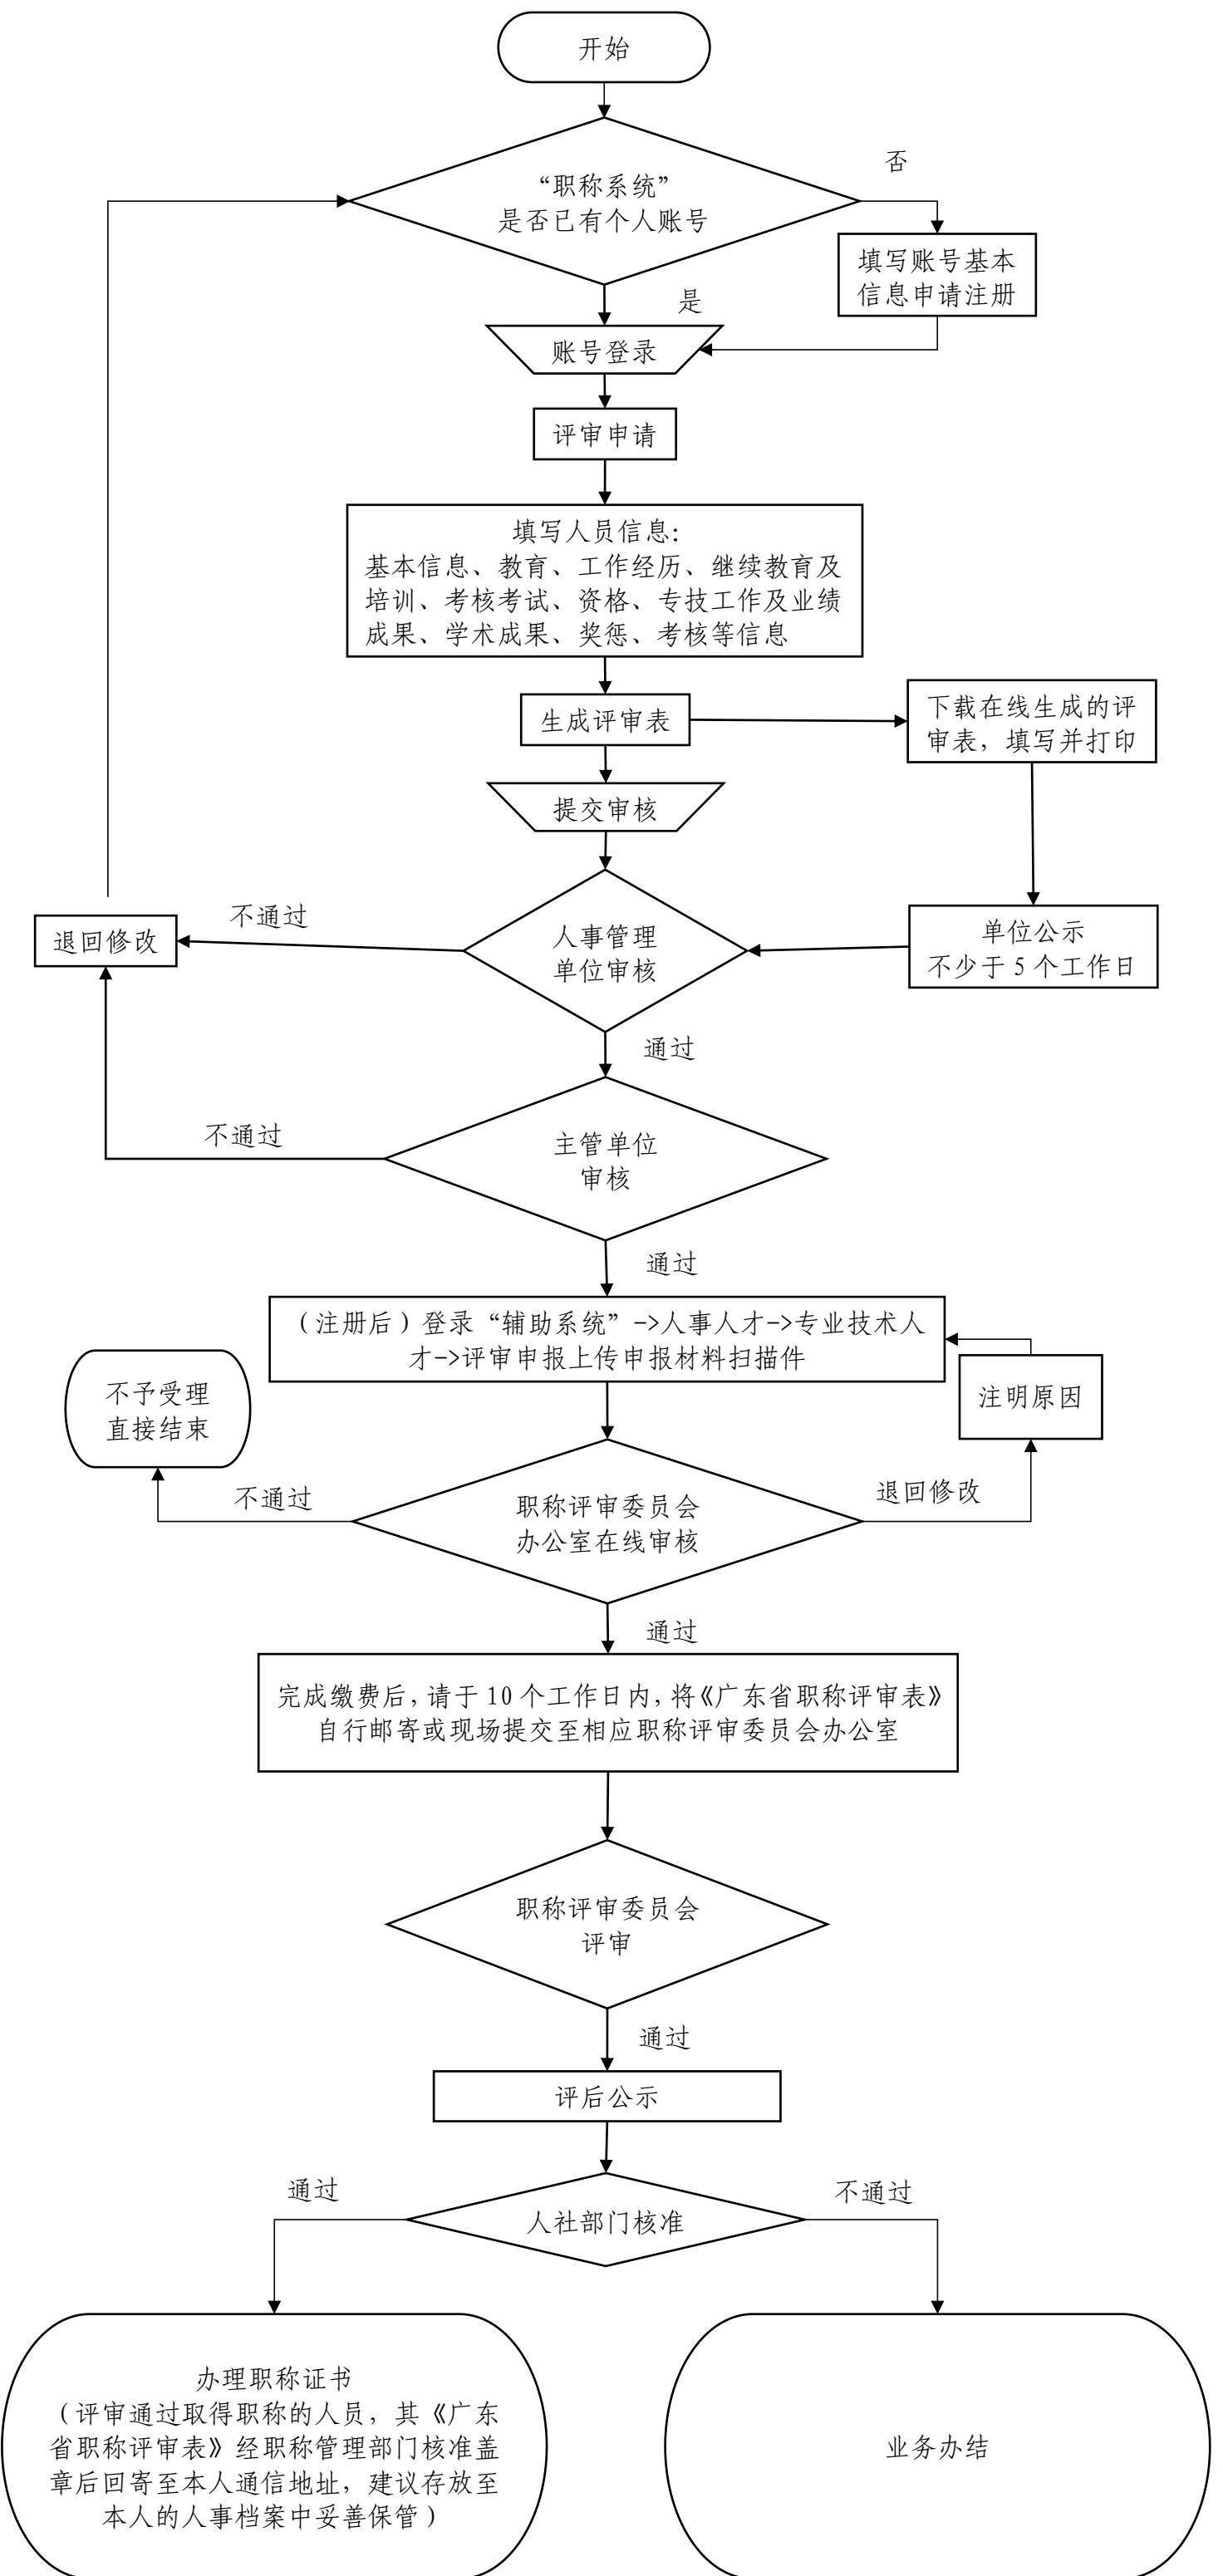 开始
“职称系统”
是否已有个人账号
否
填写账号基本
信息申请注册
是
账号登录
评审申请
填写人员信息：
基本信息、教育、工作经历、继续教育及
培训、考核考试、资格、专技工作及业绩
成果、学术成果、奖惩、考核等信息
生成评审表
下载在线生成的评
审表，填写并打印
提交审核
不通过
退回修改
人事管理
单位审核
单位公示
不少于 5 个工作日
通过
不通过
主管单位
审核
通过
（注册后）登录“辅助系统”->人事人才->专业技术人
才->评审申报上传申报材料扫描件
不予受理
直接结束
注明原因
不通过
退回修改
职称评审委员会
办公室在线审核
通过
完成缴费后，请于 10 个工作日内，将《广东省职称评审表》
自行邮寄或现场提交至相应职称评审委员会办公室
职称评审委员会
评审
通过
评后公示
通过
不通过
人社部门核准
办理职称证书
（评审通过取得职称的人员，其《广东
省职称评审表》经职称管理部门核准盖
章后回寄至本人通信地址，建议存放至
本人的人事档案中妥善保管）
业务办结